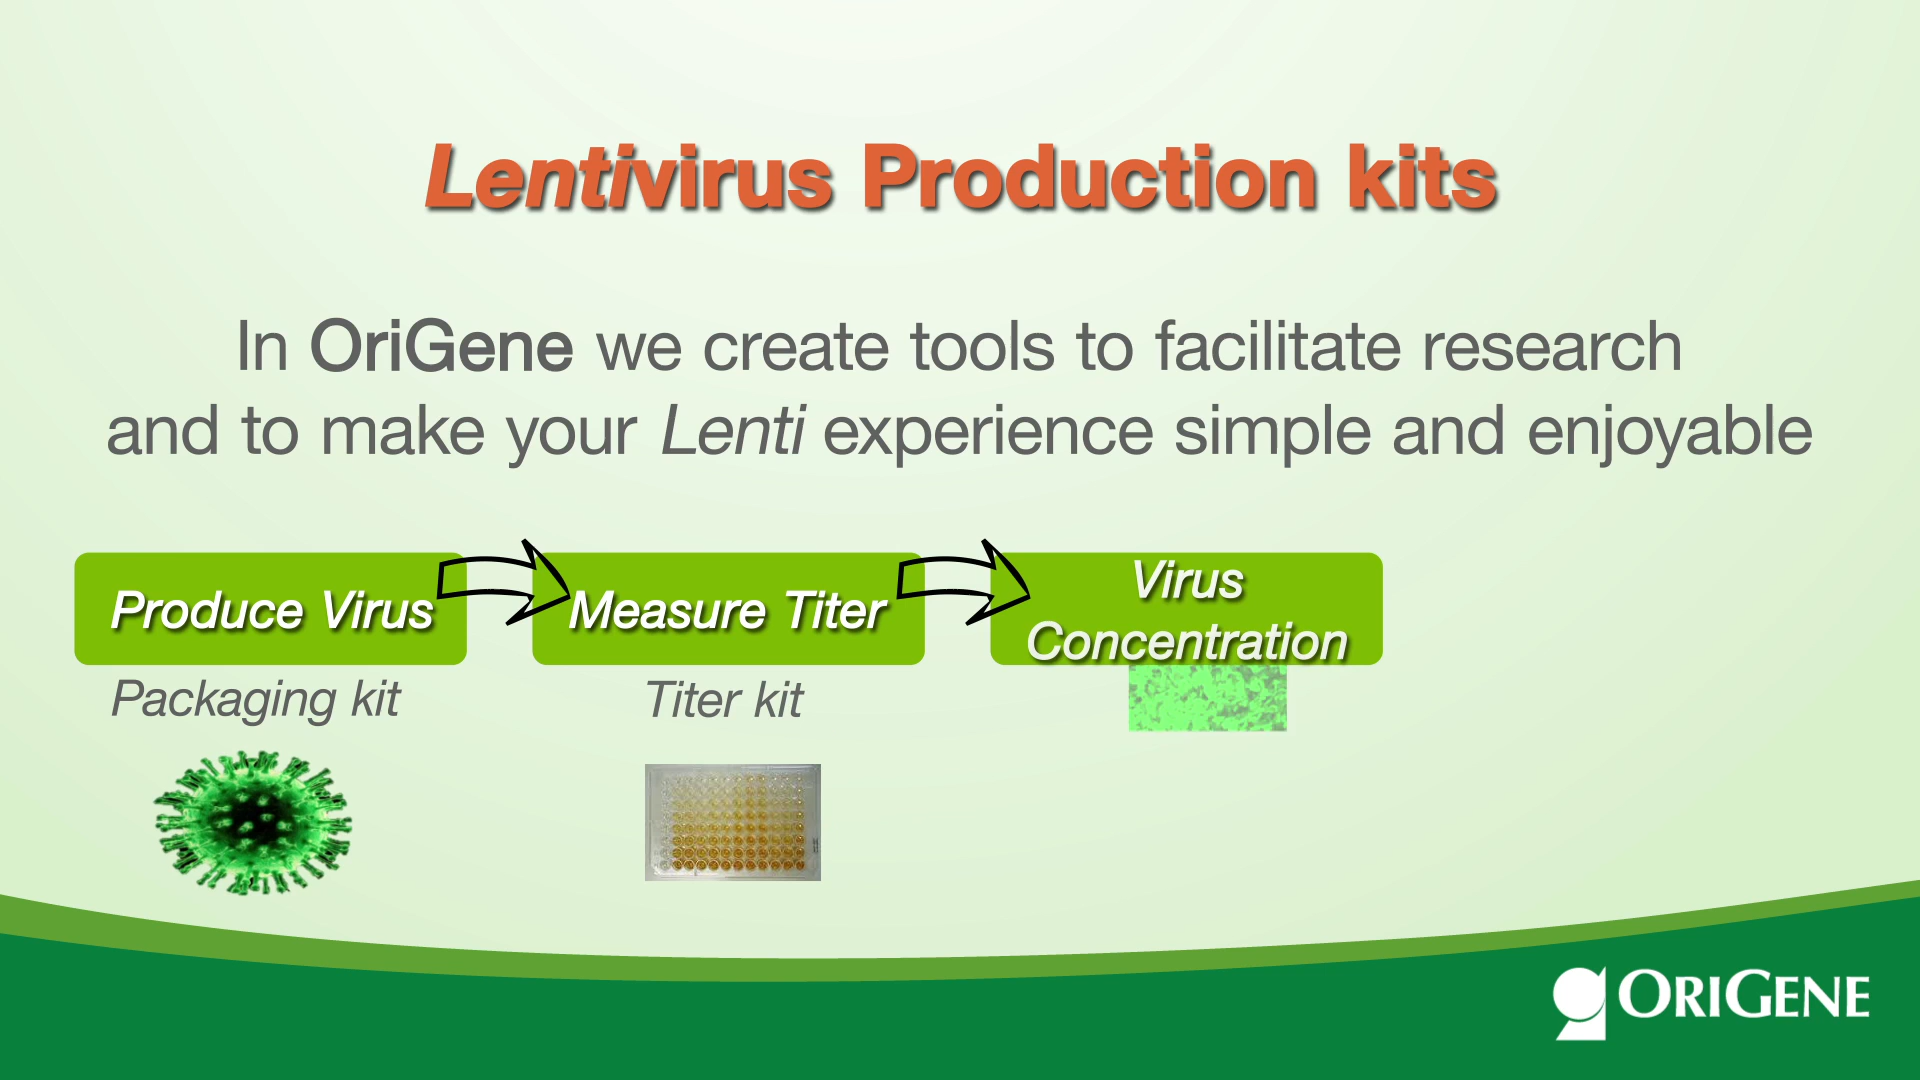 Lentivirus Production kits
In OriGene we create tools to facilitate research
and to make your Lenti experience simple and enjoyable
Produce Virus
Measure Titer
Virus
Concentration
Packaging kit
Titer kit
ORIGENE